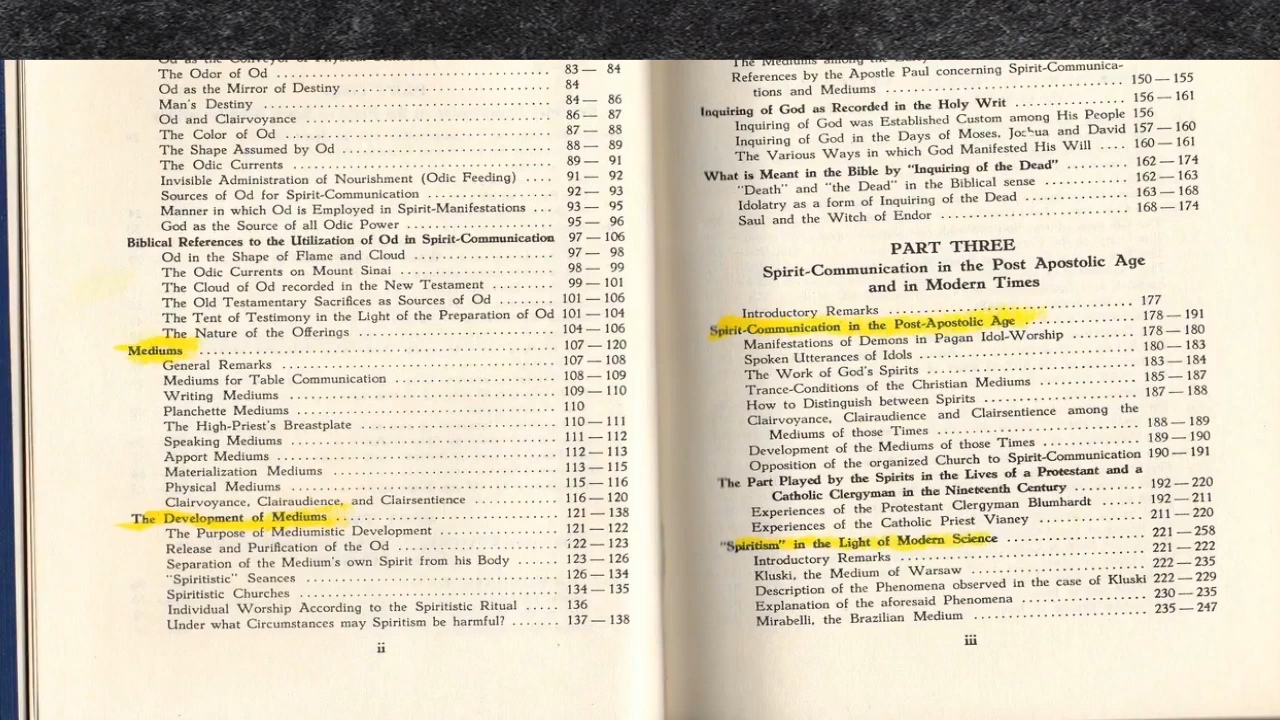 The Odor of Od .................................... 83 — 84
Od as the Mirror of Destiny ........................... 84
Man's Destiny ...................................... 84 — 86
Od and Clairvoyance ................................ 86 — 87
The Color of Od .................................... 87 — 88
The Shape Assumed by Od ............................ 88 — 89
The Odic Currents .................................. 89 — 91
Invisible Administration of Nourishment (Odic Feeding) .... 91 — 92
Sources of Od for Spirit-Communication ............. 92 — 93
Manner in which Od is Employed in Spirit-Manifestations ... 93 — 95
God as the Source of all Odic Power ................ 95 — 96
Biblical References to the Utilization of Od in Spirit-Communication 97 — 106
Od in the Shape of Flame and Cloud ................. 97 — 98
The Odic Currents on Mount Sinai ................... 98 — 99
The Cloud of Od recorded in the New Testament ...... 99 — 101
The Old Testamentary Sacrifices as Sources of Od ........ 101 — 106
The Tent of Testimony in the Light of the Preparation of Od 101 — 104
The Nature of the Offerings ........................ 104 — 106
Mediums ............................................ 107 — 120
General Remarks .................................... 107 — 108
Mediums for Table Communication .................... 108 — 109
Writing Mediums .................................... 109 — 110
Planchette Mediums ................................. 110
The High-Priest's Breastplate ...................... 110 — 111
Speaking Mediums ................................... 111 — 112
Apport Mediums ..................................... 112 — 113
Materialization Mediums ............................ 113 — 115
Physical Mediums ................................... 115 — 116
Clairvoyance, Clairaudience, and Clairsentience ......... 116 — 120
The Development of Mediums ......................... 121 — 138
The Purpose of Mediumistic Development 121 — 122
Release and Purification of the Od ................. 122 — 123
Separation of the Medium's own Spirit from his Body ...... 123 — 126
"Spiritistic" Seances .............................. 126 — 134
Spiritistic Churches ............................... 134 — 135
Individual Worship According to the Spiritistic Ritual ..... 136
Under what Circumstances may Spiritism be harmful? ....... 137 — 138
ii
References by the Apostle Paul concerning Spirit-Communica-
tions and Mediums .................................. 150 — 155
Inquiring of God as Recorded in the Holy Writ .............. 156 — 161
Inquiring of God was Established Custom among His People 156
Inquiring of God in the Days of Moses, Joshua and David 157 — 160
The Various Ways in which God Manifested His Will .... 160 — 161
What is Meant in the Bible by "Inquiring of the Dead" ........ 162 — 174
"Death" and "the Dead" in the Biblical sense ............ 162 — 163
Idolatry as a form of Inquiring of the Dead ............. 163 — 168
Saul and the Witch of Endor ........................ 168 — 174
PART THREE
Spirit-Communication in the Post Apostolic Age
and in Modern Times
Introductory Remarks ............................... 177
Spirit-Communication in the Post-Apostolic Age ............. 178 — 191
Manifestations of Demons in Pagan Idol-Worship .......... 178 — 180
Spoken Utterances of Idols ......................... 180 — 183
The Work of God's Spirits .......................... 183 — 184
Trance-Conditions of the Christian Mediums ............. 185 — 187
How to Distinguish between Spirits ................. 187 — 188
Clairvoyance, Clairaudience and Clairsentience among the
Mediums of those Times ............................. 188 — 189
Development of the Mediums of those Times .............. 189 — 190
Opposition of the organized Church to Spirit-Communication 190 — 191
The Part Played by the Spirits in the Lives of a Protestant and a
Catholic Clergyman in the Nineteenth Century ........... 192 — 220
Experiences of the Protestant Clergyman Blumhardt ....... 192 — 211
Experiences of the Catholic Priest Vianey .............. 211 — 220
"Spiritism" in the Light of Modern Science ................. 221 — 258
Introductory Remarks ............................... 221 — 222
Kluski, the Medium of Warsaw ....................... 222 — 235
Description of the Phenomena observed in the case of Kluski 222 — 229
Explanation of the aforesaid Phenomena ................. 230 — 235
Mirabelli, the Brazilian Medium .................... 235 — 247
iii